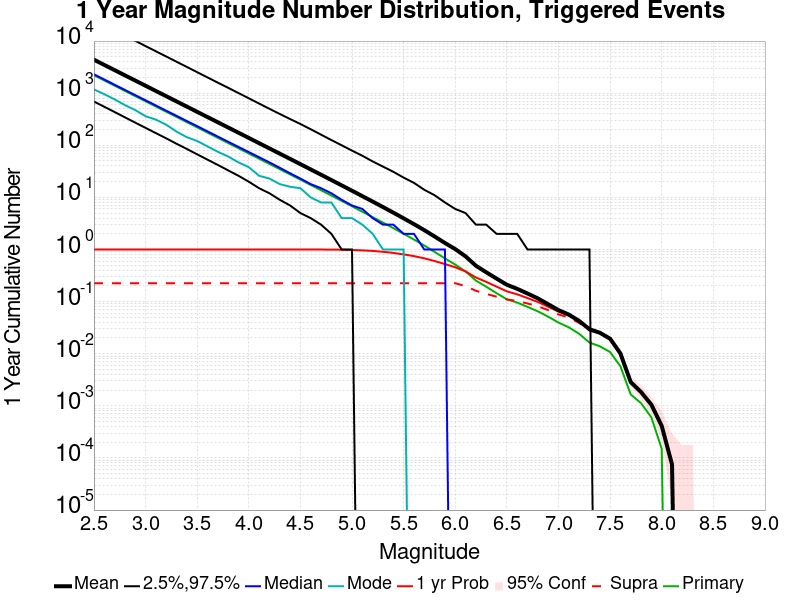 1 Year Magnitude Number Distribution, Triggered Events
1 Year Cumulative Number
10^4
10^3
10^2
10^1
10^0
10^-1
10^-2
10^-3
10^-4
10^-5
2.5 3.0 3.5 4.0 4.5 5.0 5.5 6.0 6.5 7.0 7.5 8.0 8.5 9.0
Magnitude
Mean 2.5%,97.5% Median Mode 1 yr Prob 95% Conf Supra Primary